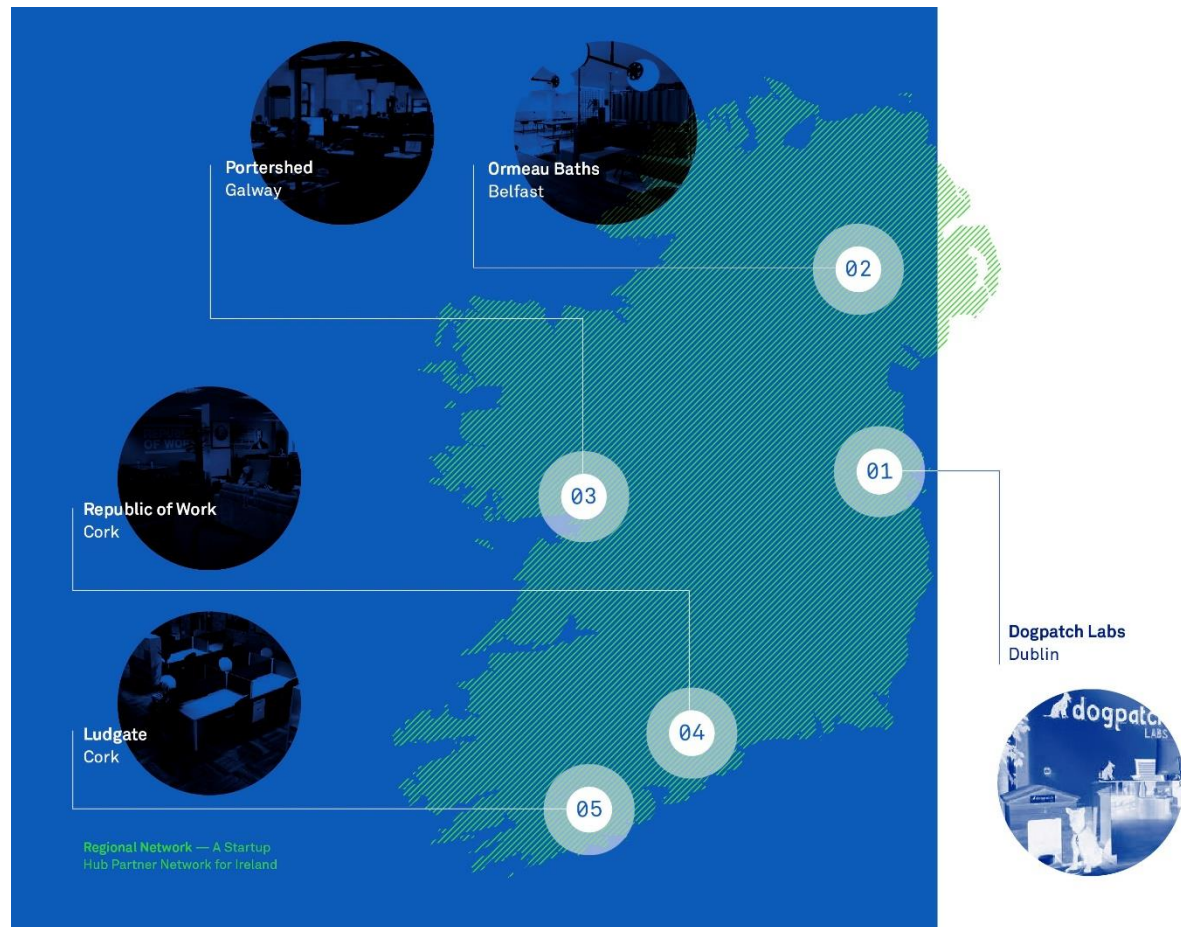 Portershed
Galway
Ormeau Baths
Belfast
02
01
03
Republic of Work
Cork
Dogpatch Labs
Dublin
04
Ludgate
Cork
05
dogpatch
LABS
Regional Network — A Startup
Hub Partner Network for Ireland